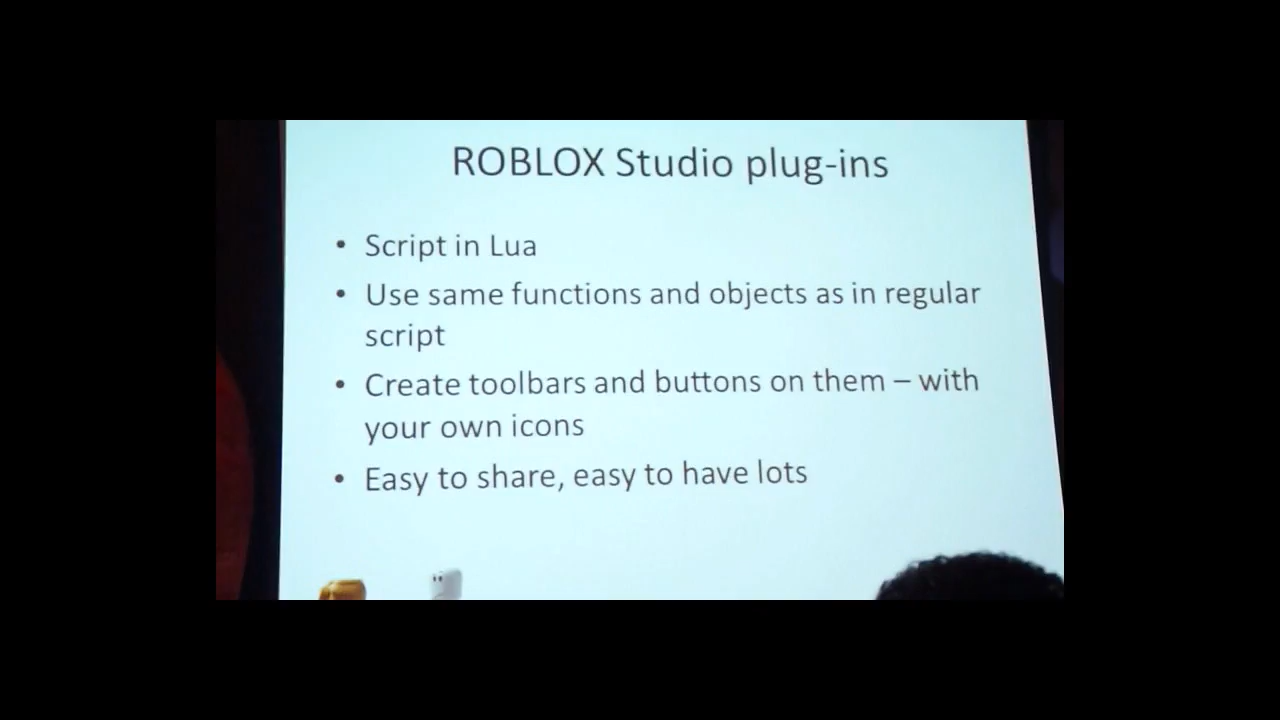 ROBLOX Studio plug-ins
• Script in Lua
• Use same functions and objects as in regular
script
• Create toolbars and buttons on them – with
your own icons
• Easy to share, easy to have lots